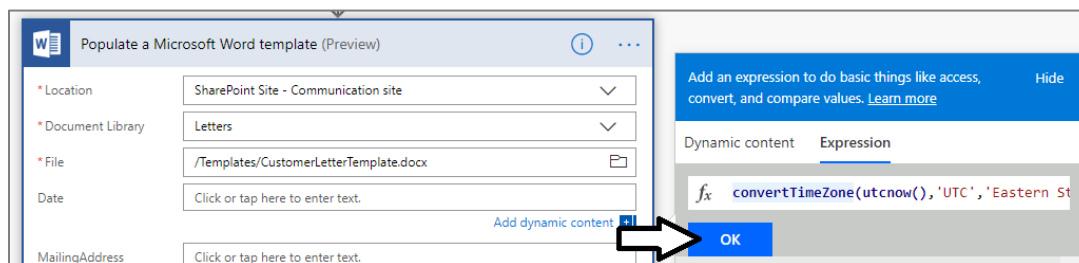 W
Populate a Microsoft Word template (Preview)
i
...
* Location
SharePoint Site - Communication site
* Document Library
Letters
* File
/Templates/CustomerLetterTemplate.docx
Date
Click or tap here to enter text.
Add dynamic content +
MailingAddress
Click or tap here to enter text.
Add an expression to do basic things like access,
convert, and compare values. Learn more
Hide
Dynamic content Expression
fx convertTimeZone(utcnow(),'UTC','Eastern St
OK